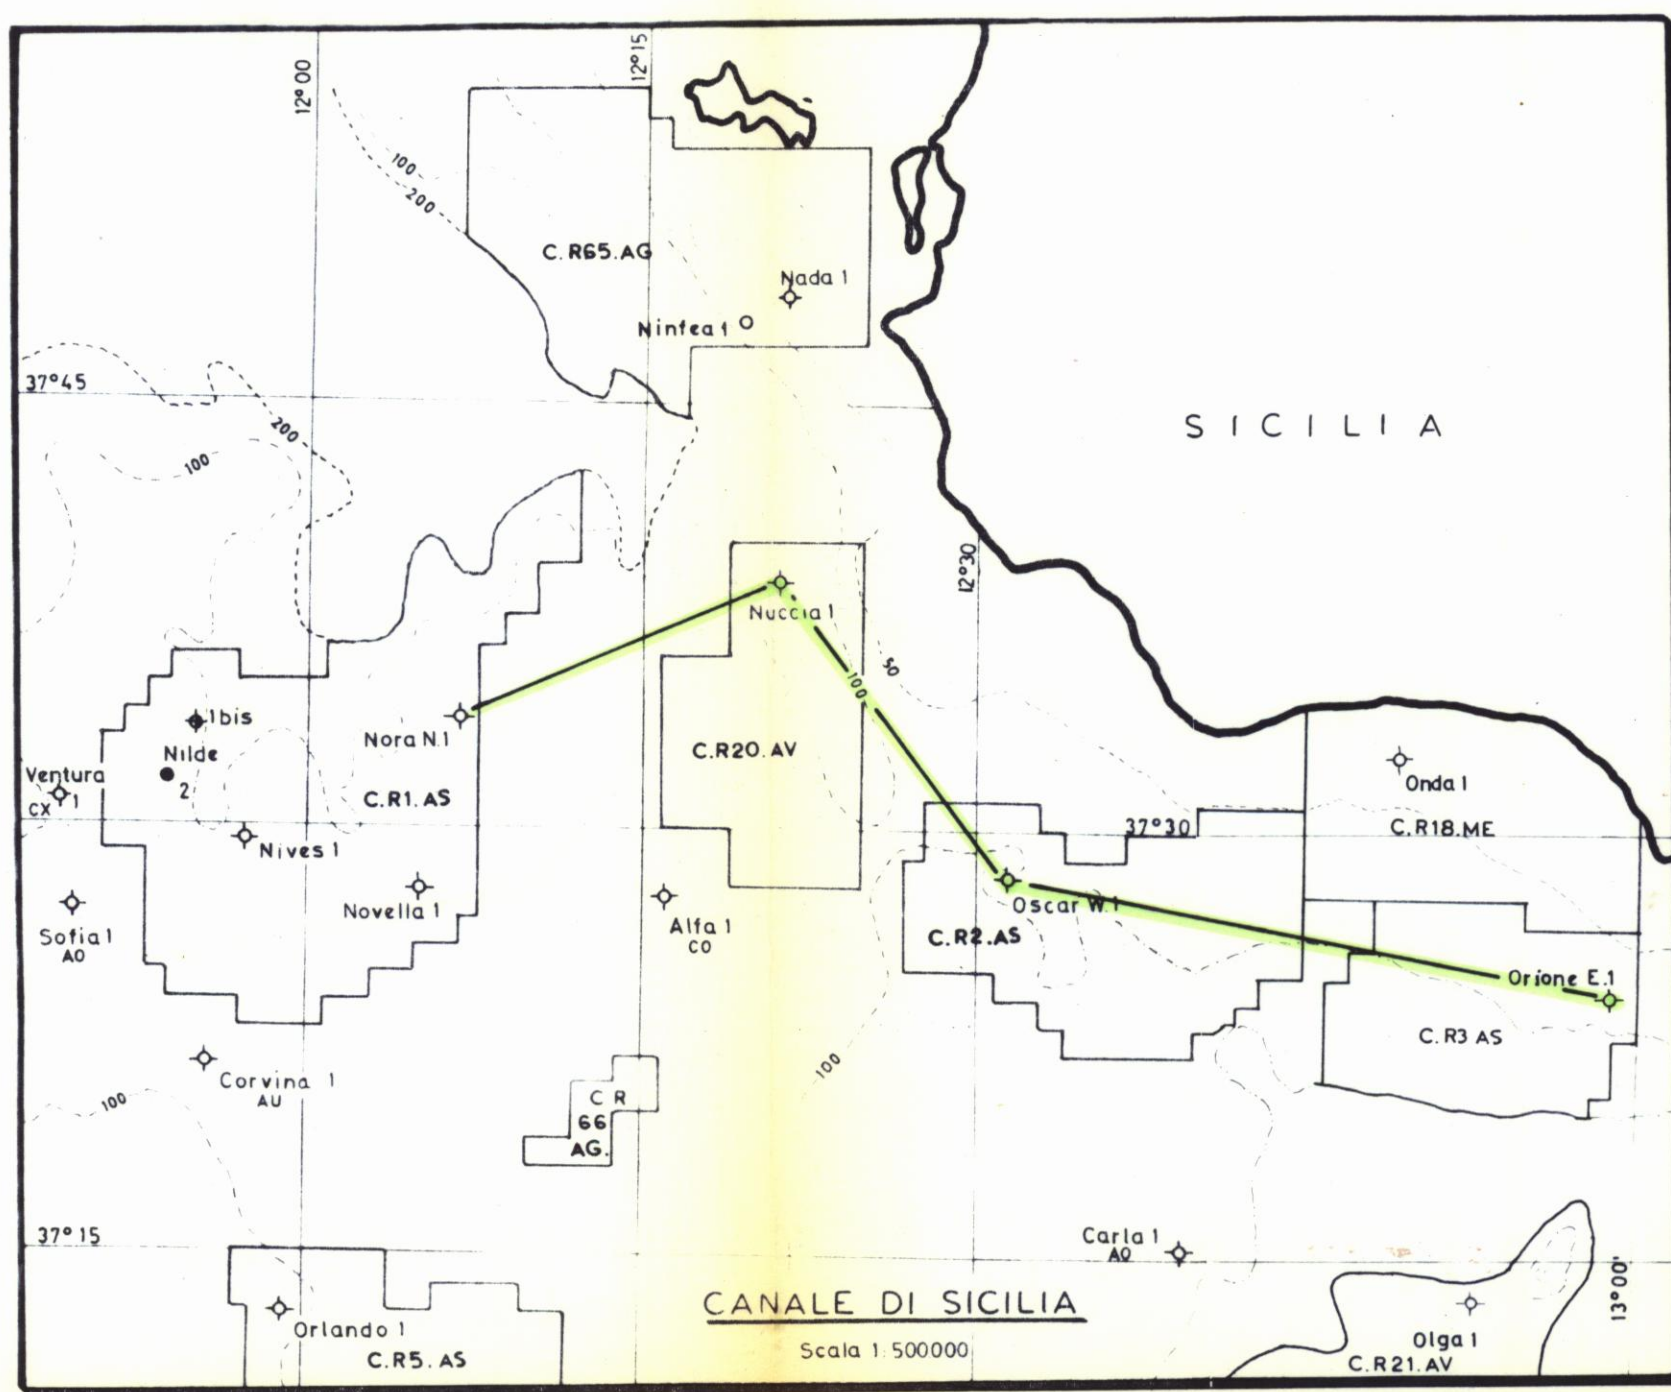 12°00
12°15
100
200
C.R65.AG
Nada 1
Ninfea 1
37°45
200
100
SICILIA
12°30
Nuccia 1
50
100
1bis
Nora N.1
Nilde
2
C.R20.AV
Ventura
1
CX
C.R1.AS
Onda 1
37°30
C.R18.ME
Nives 1
Novella 1
Oscar W.1
Alfa 1
CO
C.R2.AS
Sofia 1
AO
Orione E.1
C.R3 AS
100
Corvina 1
AU
100
C R
66
AG.
37°15
Carla 1
AQ
13°00'
CANALE DI SICILIA
Scala 1:500000
Orlando 1
C.R5.AS
Olga 1
C.R21.AV